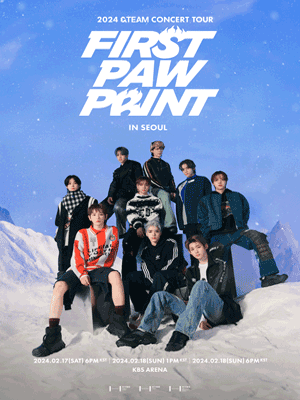 2024 &TEAM CONCERT TOUR
FIRST
PAW
PRINT
IN SEOUL
2024.02.17(SAT) 6PM KST | 2024.02.18(SUN) 1PM KST | 2024.02.18(SUN) 6PM KST
KBS ARENA